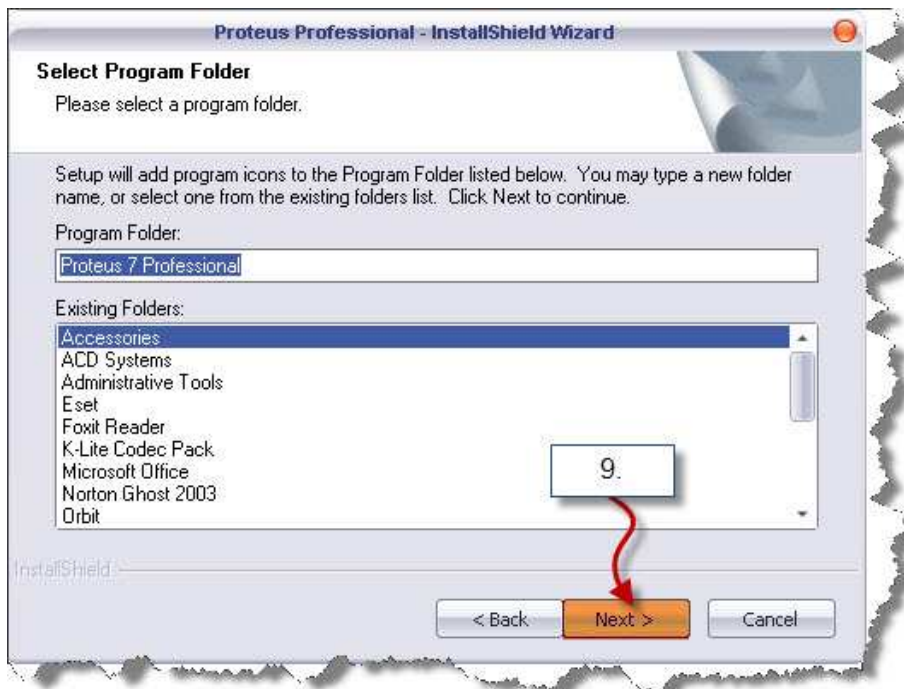 Proteus Professional - InstallShield Wizard
Select Program Folder
Please select a program folder.
Setup will add program icons to the Program Folder listed below.  You may type a new folder
name, or select one from the existing folders list.  Click Next to continue.
Program Folder:
Proteus 7 Professional
Existing Folders:
Accessories
ACD Systems
Administrative Tools
Eset
Foxit Reader
K-Lite Codec Pack
Microsoft Office
Norton Ghost 2003
Orbit
9.
InstallShield
< Back
Next >
Cancel